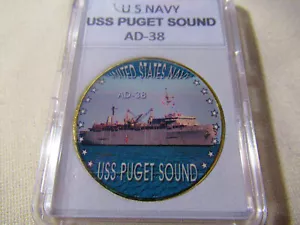 U S NAVY
USS PUGET SOUND
AD-38
UNITED STATES NAVY
AD-38
USS PUGET SOUND